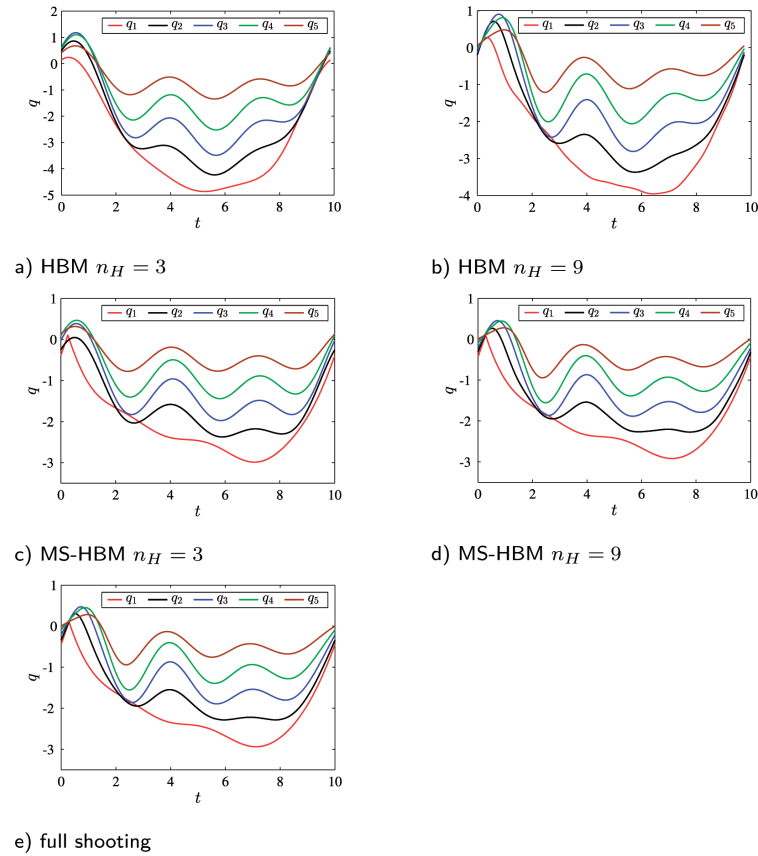 q1 q2 q3 q4 q5
2
1
0
-1
-2
-3
-4
-5
q
0 2 4 6 8 10
t
a) HBM nH = 3
q1 q2 q3 q4 q5
1
0
-1
-2
-3
-4
q
0 2 4 6 8 10
t
b) HBM nH = 9
q1 q2 q3 q4 q5
1
0
-1
-2
-3
q
0 2 4 6 8 10
t
c) MS-HBM nH = 3
q1 q2 q3 q4 q5
1
0
-1
-2
-3
q
0 2 4 6 8 10
t
d) MS-HBM nH = 9
q1 q2 q3 q4 q5
1
0
-1
-2
-3
q
0 2 4 6 8 10
t
e) full shooting